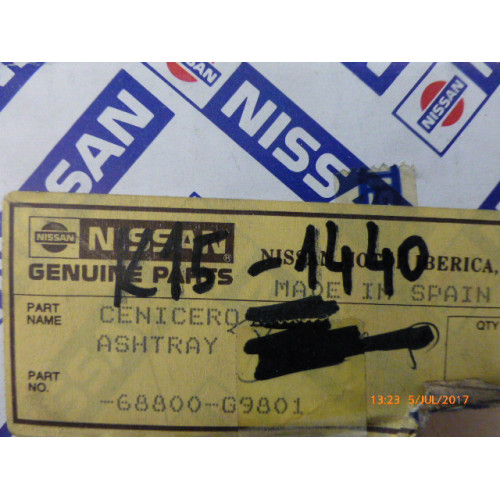 NISSAN
NISSAN
NISSAN
NISS
NISSAN
NISSAN
NISSAN®
GENUINE PARTS
K15-1440
NISSAN MOTOR IBERICA,
MADE IN SPAIN
PART NAME
CENICERO
ASHTRAY
QTY
PART NO.
-68800-G9801
13:23 5/JUL/2017